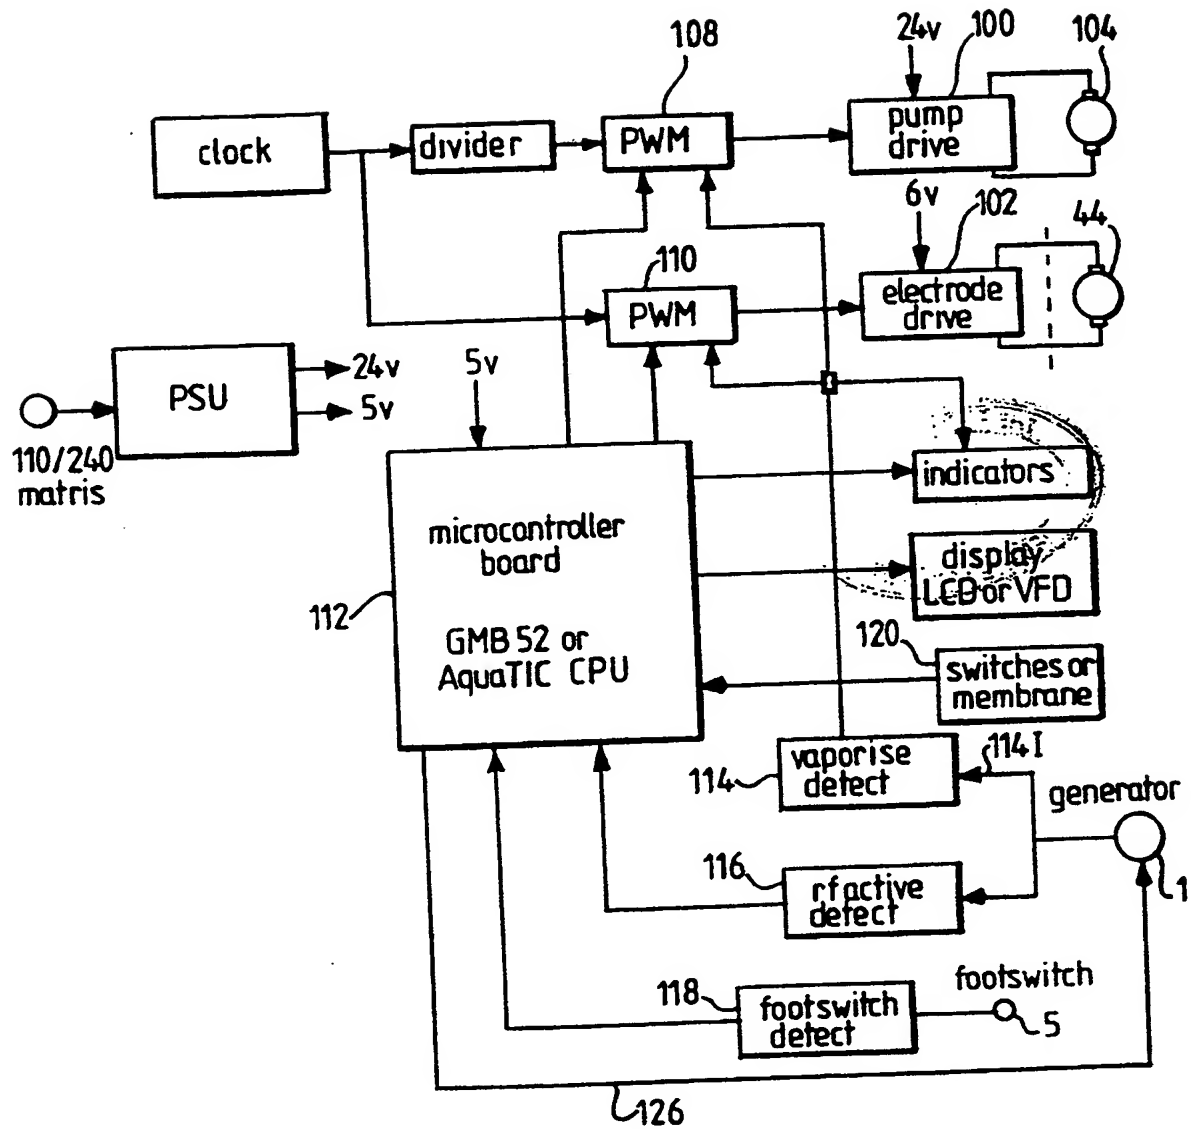 108
24v
100
104
clock
divider
PWM
pump
drive
6v
102
44
110
PWM
electrode
drive
PSU
24v
5v
5v
110/240
matris
indicators
microcontroller
board
display
LCD or VFD
112
GMB 52 or
AquaTIC CPU
120
switches or
membrane
114
vaporise
detect
114I
generator
116
rf active
detect
1
118
footswitch
detect
footswitch
5
126